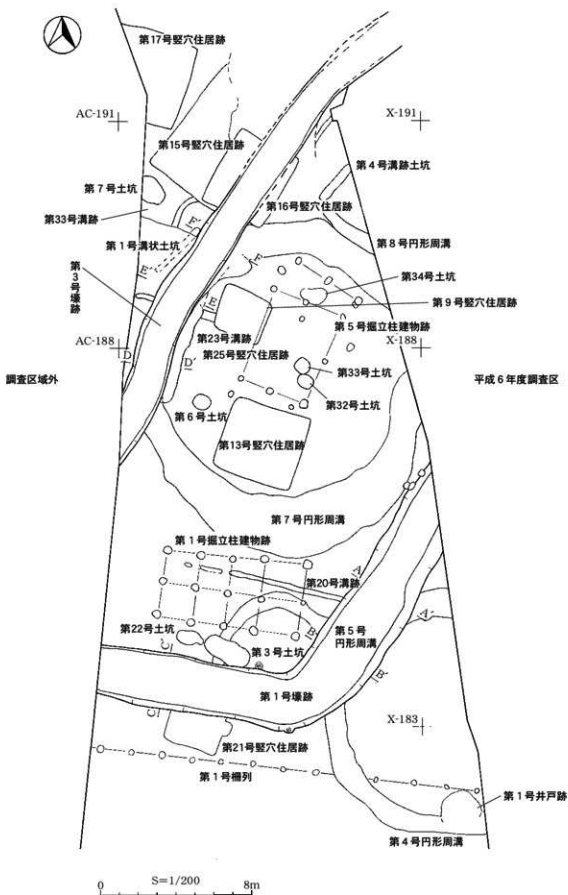 第17号竪穴住居跡
AC-191
X-191
第15号竪穴住居跡
第4号溝跡土坑
第7号土坑
第16号竪穴住居跡
第33号溝跡
F′
第8号円形周溝
第1号溝状土坑
E′
F
第34号土坑
第3号壕跡
E
第9号竪穴住居跡
第23号溝跡
第5号掘立柱建物跡
AC-188
X-188
D
第25号竪穴住居跡
D′
第33号土坑
調査区域外
平成6年度調査区
第6号土坑
第32号土坑
第13号竪穴住居跡
第7号円形周溝
第1号掘立柱建物跡
A
第20号溝跡
A′
第22号土坑
B
第5号
円形周溝
C′
第3号土坑
B′
第1号壕跡
C
X-183
第21号竪穴住居跡
第1号柵列
第1号井戸跡
第4号円形周溝
S=1/200
0
8m